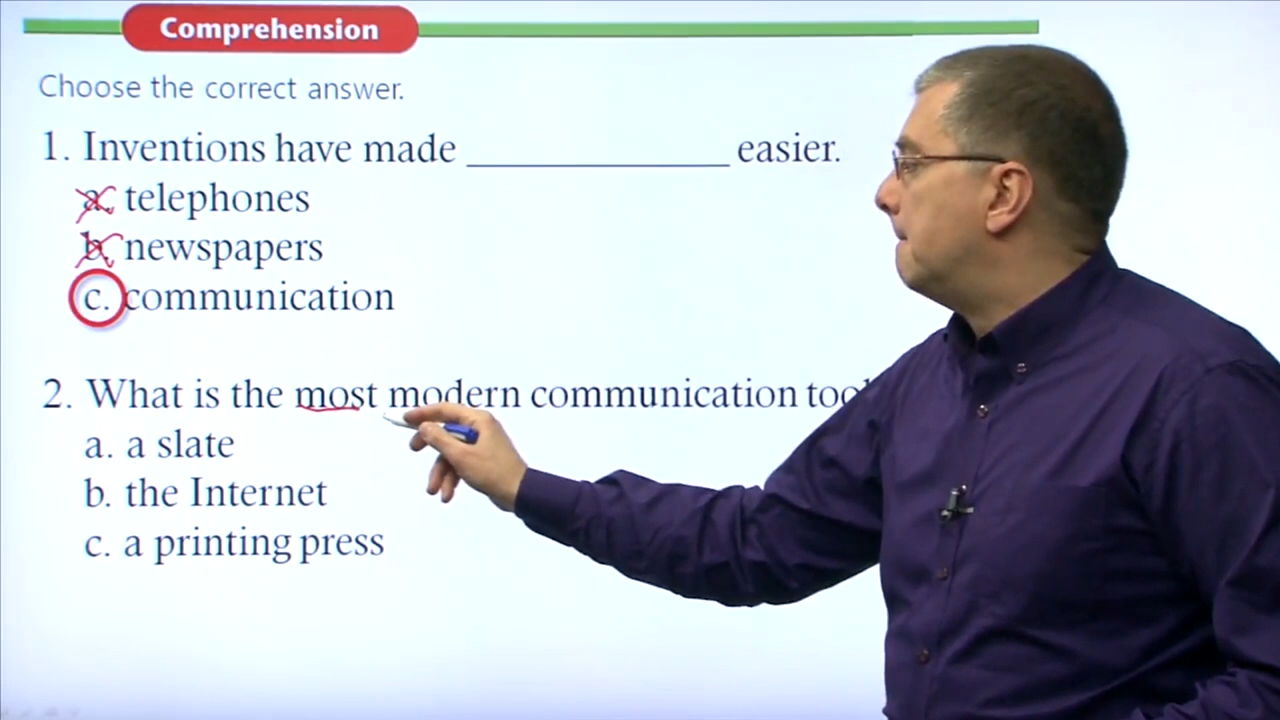 Comprehension
Choose the correct answer.
1. Inventions have made _____________ easier.
a. telephones
b. newspapers
c. communication
2. What is the most modern communication
a. a slate
b. the Internet
c. a printing press